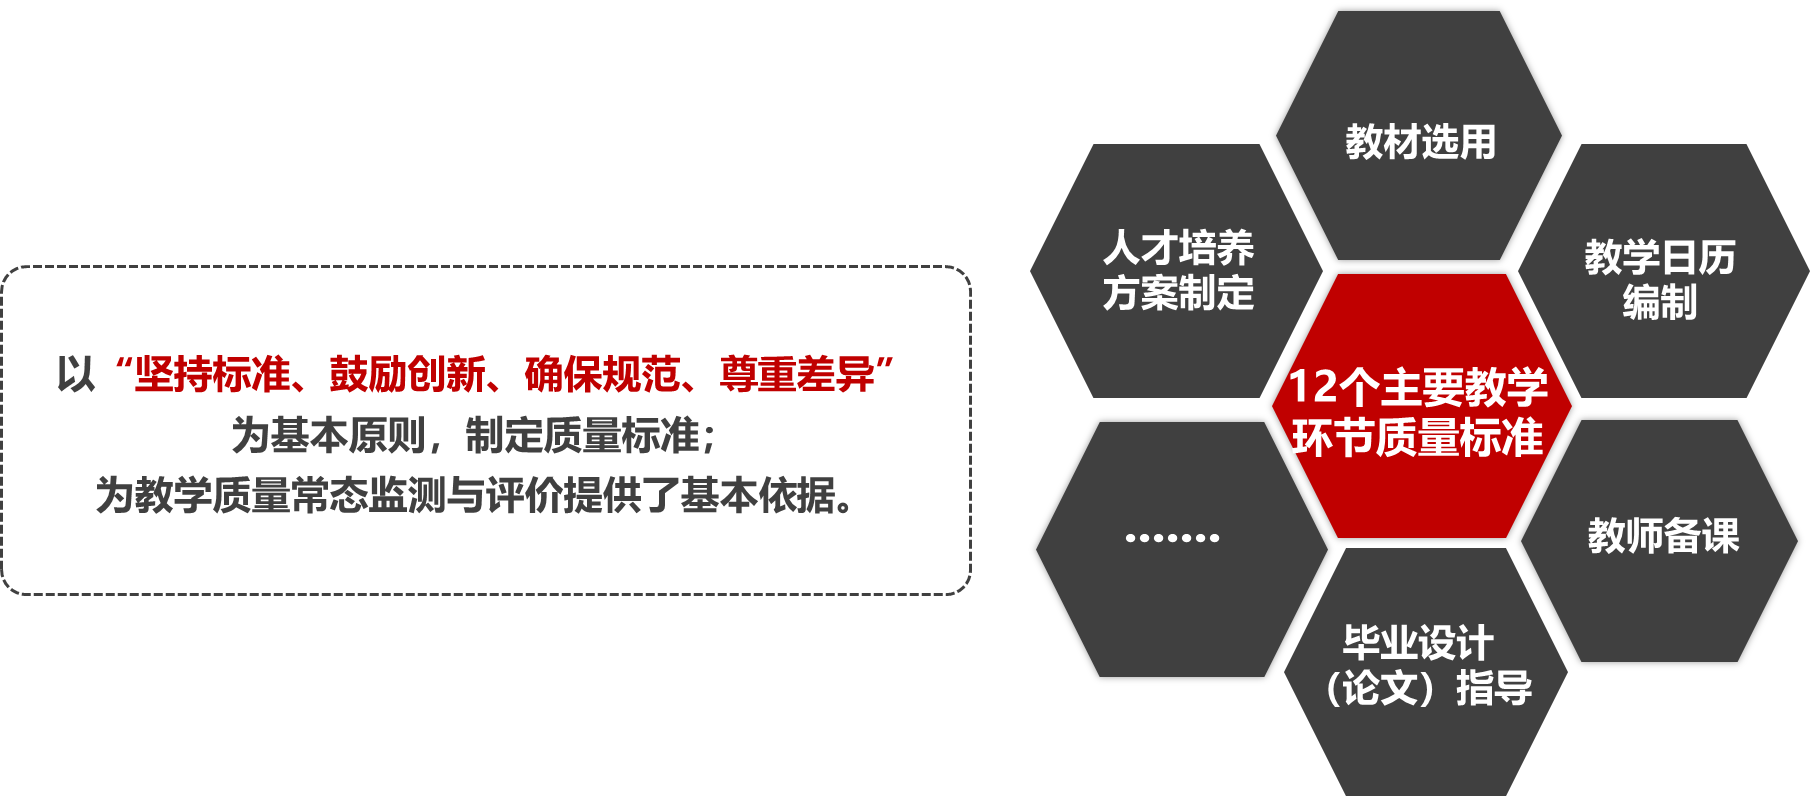 以“坚持标准、鼓励创新、确保规范、尊重差异”
为基本原则，制定质量标准；
为教学质量常态监测与评价提供了基本依据。
教材选用
人才培养
方案制定
教学日历
编制
12个主要教学
环节质量标准
.......
教师备课
毕业设计
（论文）指导